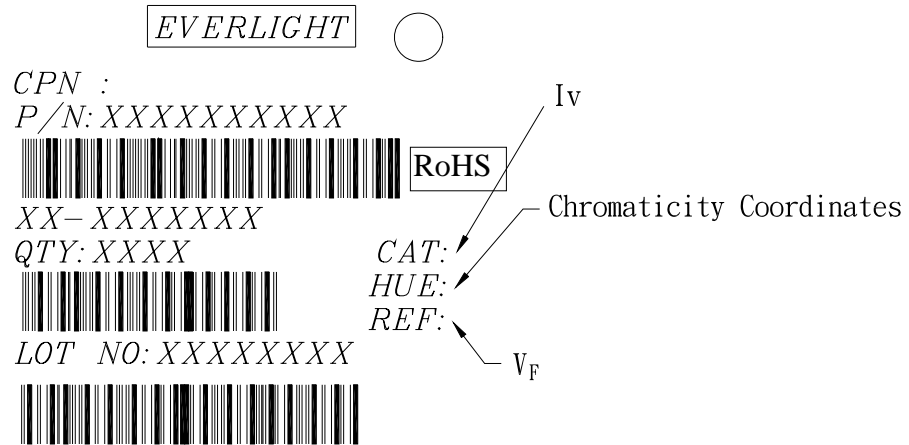 EVERLIGHT
CPN :
P/N: XXXXXXXXXX
RoHS
XX-XXXXXXX
QTY: XXXX
LOT NO: XXXXXXXX
CAT:
HUE:
REF:
Iv
Chromaticity Coordinates
VF